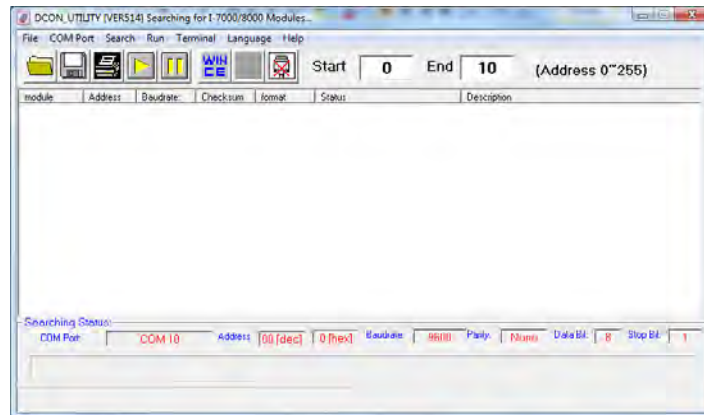 DCON_UTILITY [VER514] Searching for I-7000/8000 Modules...
File COM Port Search Run Terminal Language Help
WIN CE Start 0 End 10 (Address 0~255)
module Address Baudrate: Checksum format Status Description
Searching Status:
COM Port: COM 10 Address: 00 [dec] 0 [hex] Baudrate: 9600 Parity: None Data Bit: 8 Stop Bit: 1